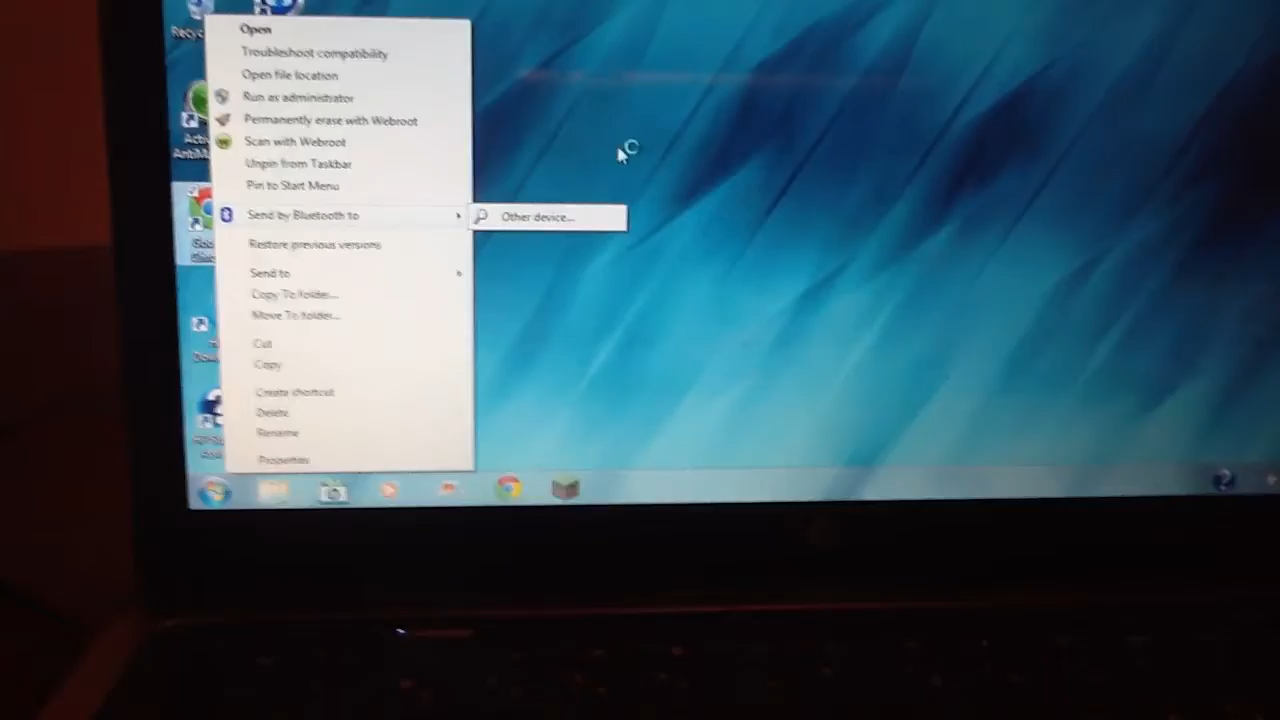 Recyc
Open
Troubleshoot compatibility
Open file location
Run as administrator
Permanently erase with Webroot
Scan with Webroot
Unpin from Taskbar
Pin to Start Menu
Send by Bluetooth to
Other device...
Restore previous versions
Send to
Copy To folder...
Move To folder...
Cut
Copy
Create shortcut
Delete
Rename
Properties